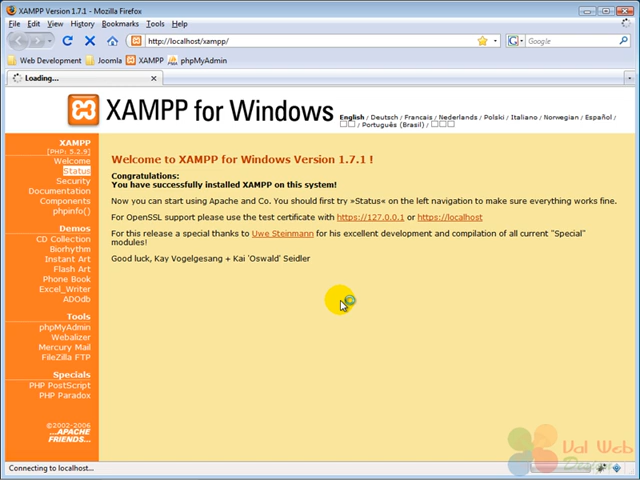 XAMPP Version 1.7.1 - Mozilla Firefox
File Edit View History Bookmarks Tools Help
http://localhost/xampp/
Google
Web Development Joomla XAMPP phpMyAdmin
Loading...
XAMPP for Windows
English / Deutsch / Francais / Nederlands / Polski / Italiano / Norwegian / Español /
/ Português (Brasil) /
XAMPP
[PHP: 5.2.9]
Welcome
Status
Security
Documentation
Components
phpinfo()
Demos
CD Collection
Biorhythm
Instant Art
Flash Art
Phone Book
Excel_Writer
ADOdb
Tools
phpMyAdmin
Webalizer
Mercury Mail
FileZilla FTP
Specials
PHP PostScript
PHP Paradox
©2002-2006
...APACHE
FRIENDS...
Welcome to XAMPP for Windows Version 1.7.1 !
Congratulations:
You have successfully installed XAMPP on this system!
Now you can start using Apache and Co. You should first try »Status« on the left navigation to make sure everything works fine.
For OpenSSL support please use the test certificate with https://127.0.0.1 or https://localhost
For this release a special thanks to Uwe Steinmann for his excellent development and compilation of all current "Special"
modules!
Good luck, Kay Vogelgesang + Kai 'Oswald' Seidler
Val Web
Connecting to localhost...